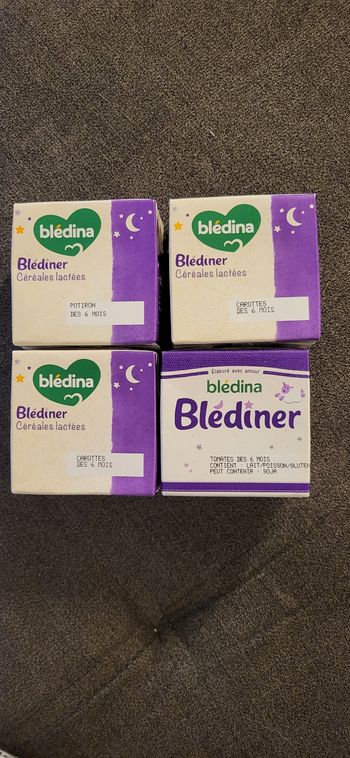 blédina
Blédiner
Céréales lactées
POTIRON
DES 6 MOIS
blédina
Blédiner
Céréales lactées
CAROTTES
DES 6 MOIS
blédina
Blédiner
Céréales lactées
CAROTTES
DES 6 MOIS
Élaboré avec amour
blédina
Blédiner
TOMATES DES 6 MOIS
CONTIENT : LAIT/POISSON/GLUTEN
PEUT CONTENIR : SOJA